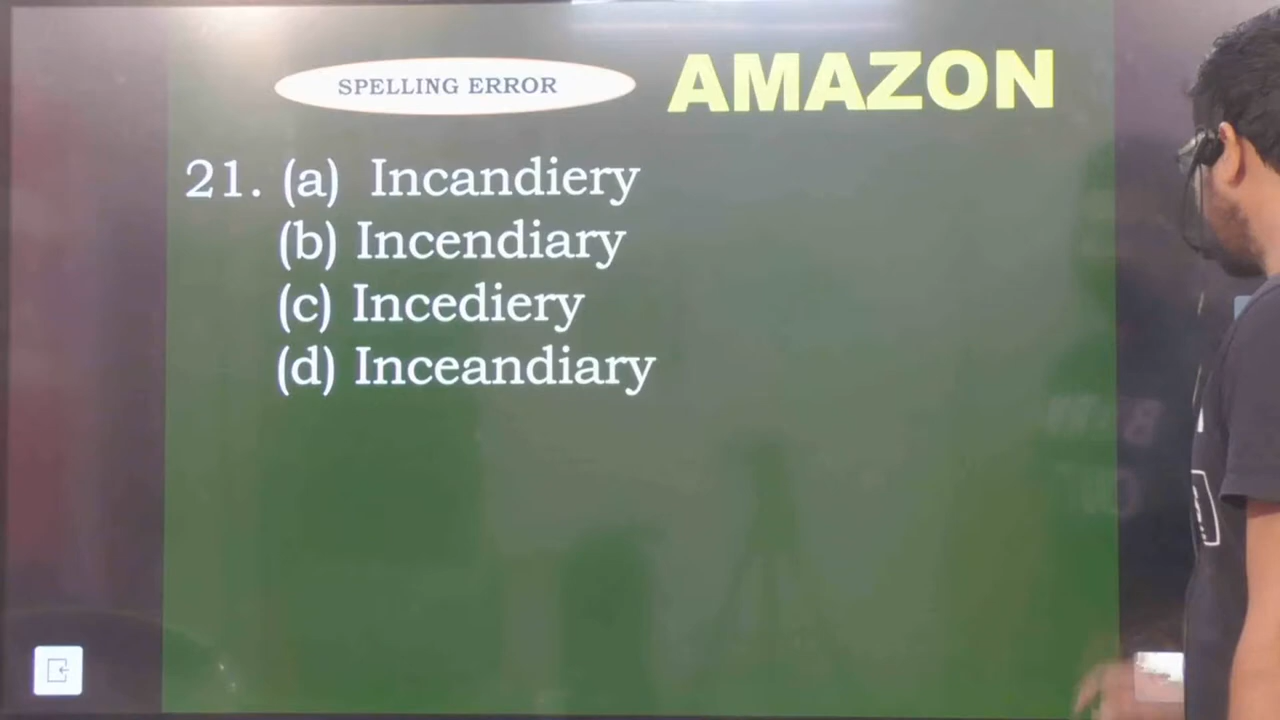 SPELLING ERROR AMAZON
21. (a) Incandiery
(b) Incendiary
(c) Incediery
(d) Inceandiary